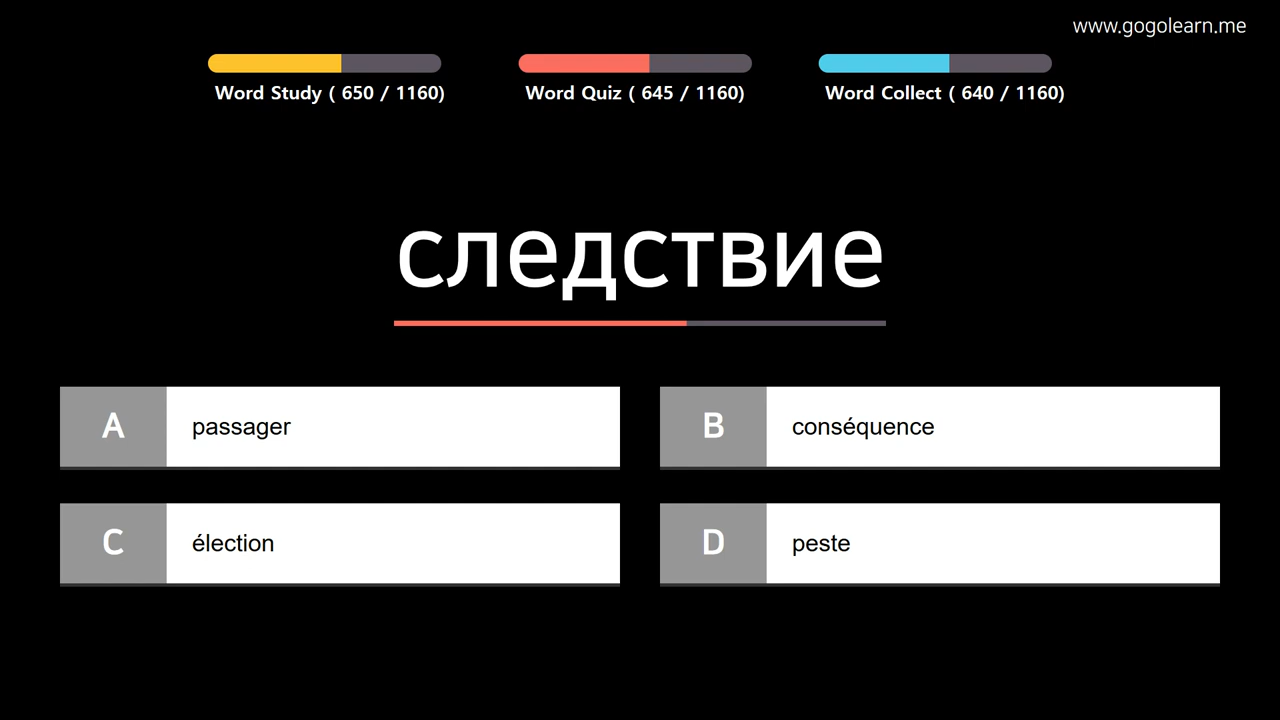 www.gogolearn.me
Word Study ( 650 / 1160)
Word Quiz ( 645 / 1160)
Word Collect ( 640 / 1160)
следствие
A passager
B conséquence
C élection
D peste